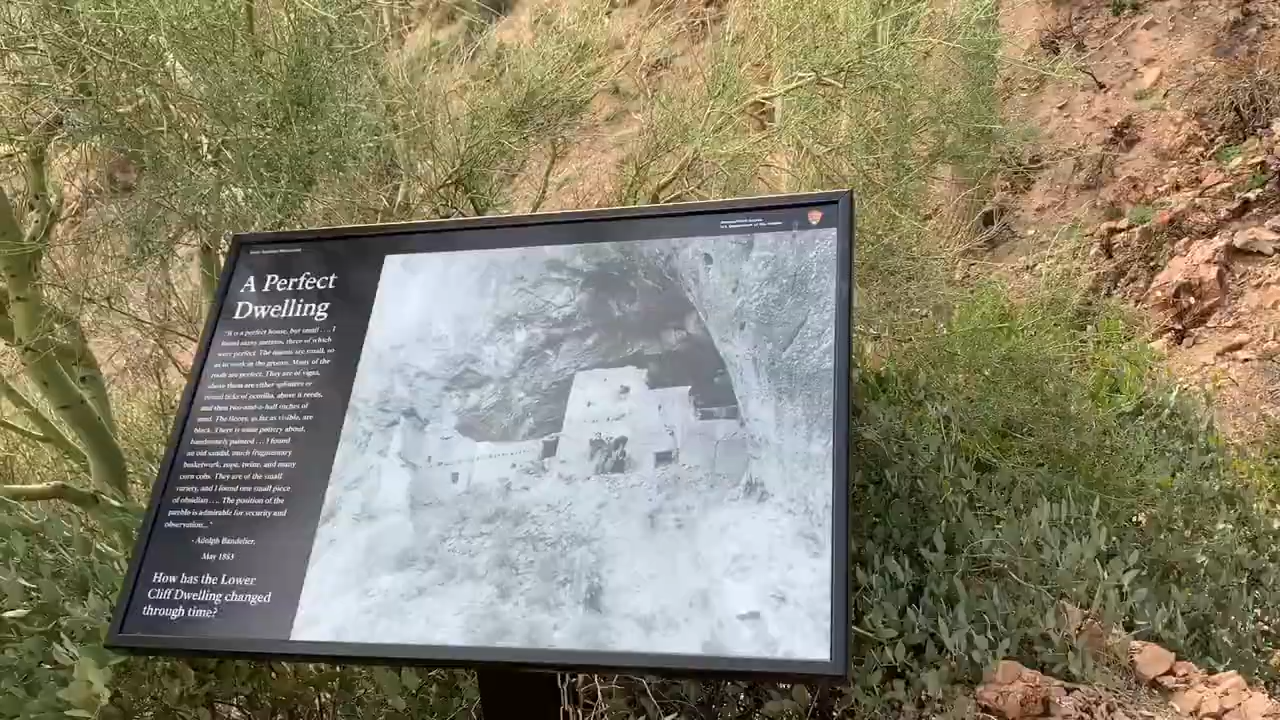 A Perfect
Dwelling
"It is a perfect house, but small . . . . I
found many metates, three of which
were perfect. The rooms are small, so
as to work in the ground. Many of the
roofs are perfect. They are of vigas,
above them are either splinters or
round sticks of ocotilla, above it reeds,
and then two-and-a-half inches of
mud. The floors, as far as visible, are
black. There is some pottery about,
handsomely painted . . . I found
an old sandal, much fragmentary
basketwork, rope, twine, and many
corn cobs. They are of the small
variety, and I found one small piece
of obsidian . . . . The position of the
pueblo is admirable for security and
observation..."
- Adolph Bandelier,
May 1883
How has the Lower
Cliff Dwelling changed
through time?